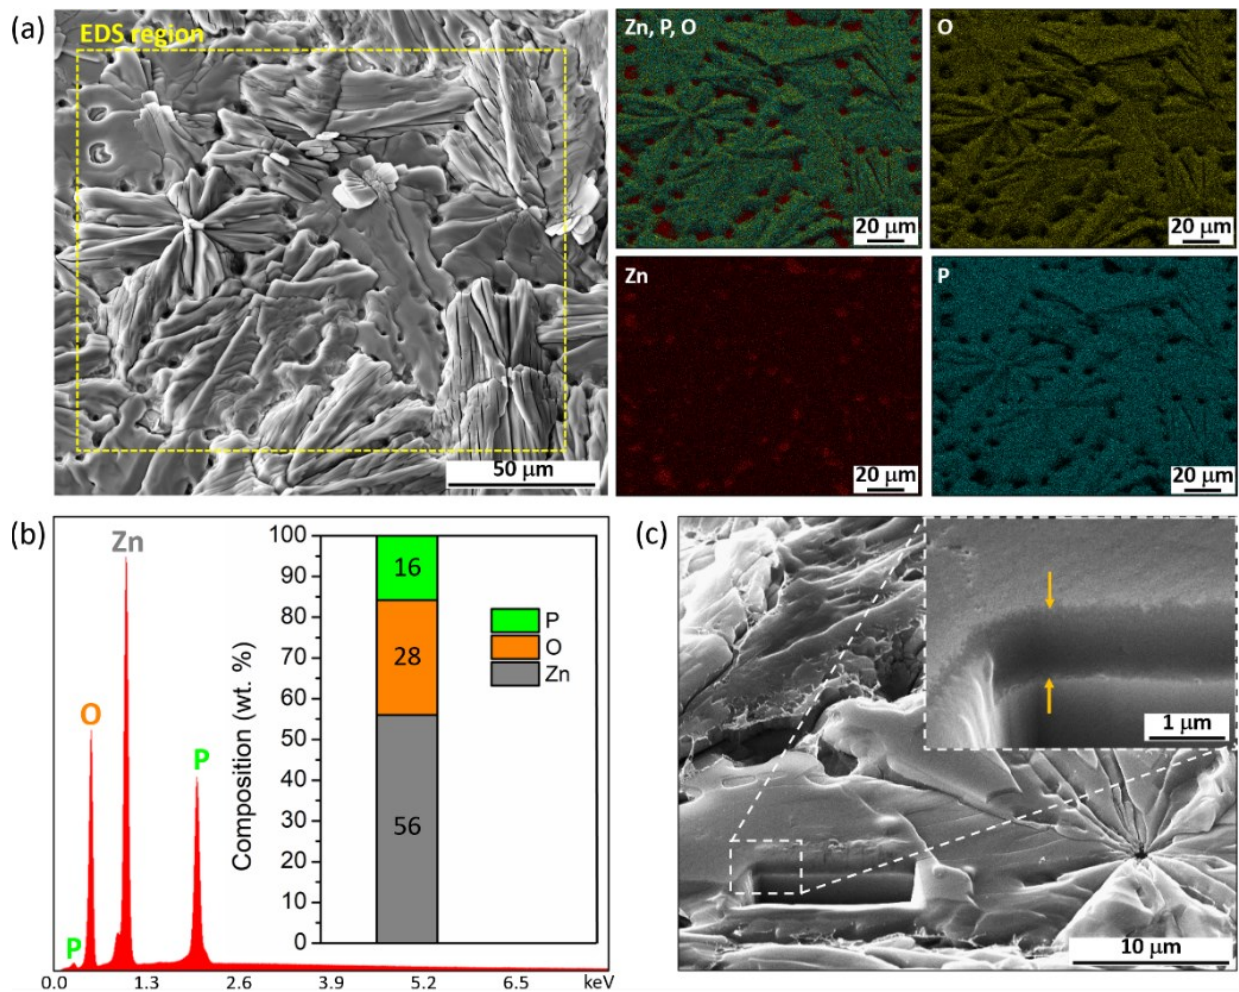 (a)
EDS region
50 μm
Zn, P, O
20 μm
O
20 μm
Zn
20 μm
P
20 μm
(b)
Zn
O
P
P
0.0 1.3 2.6 3.9 5.2 6.5 keV
Composition (wt. %)
100
90
80
70
60
50
40
30
20
10
0
16
28
56
P
O
Zn
(c)
1 μm
10 μm